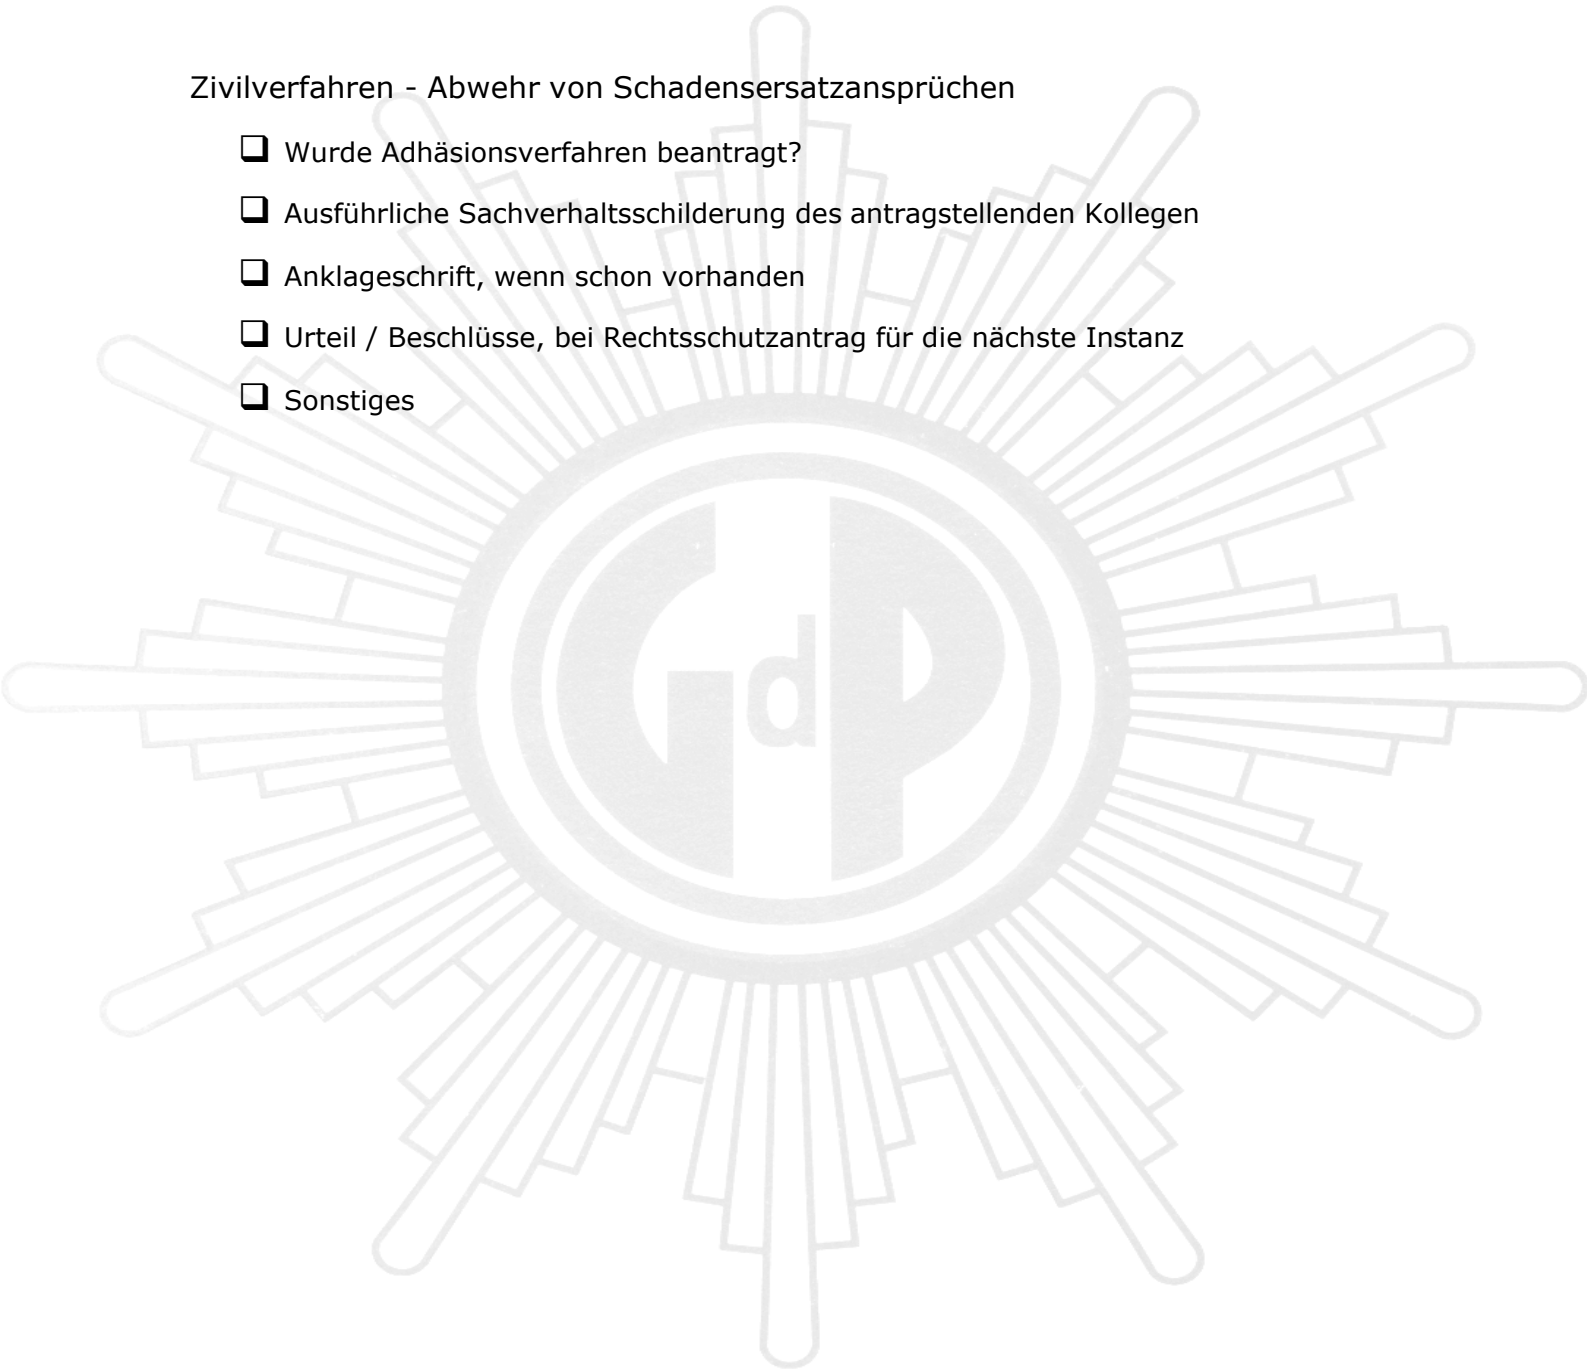 Zivilverfahren - Abwehr von Schadensersatzansprüchen
❑ Wurde Adhäsionsverfahren beantragt?
❑ Ausführliche Sachverhaltsschilderung des antragstellenden Kollegen
❑ Anklageschrift, wenn schon vorhanden
❑ Urteil / Beschlüsse, bei Rechtsschutzantrag für die nächste Instanz
❑ Sonstiges
GdP